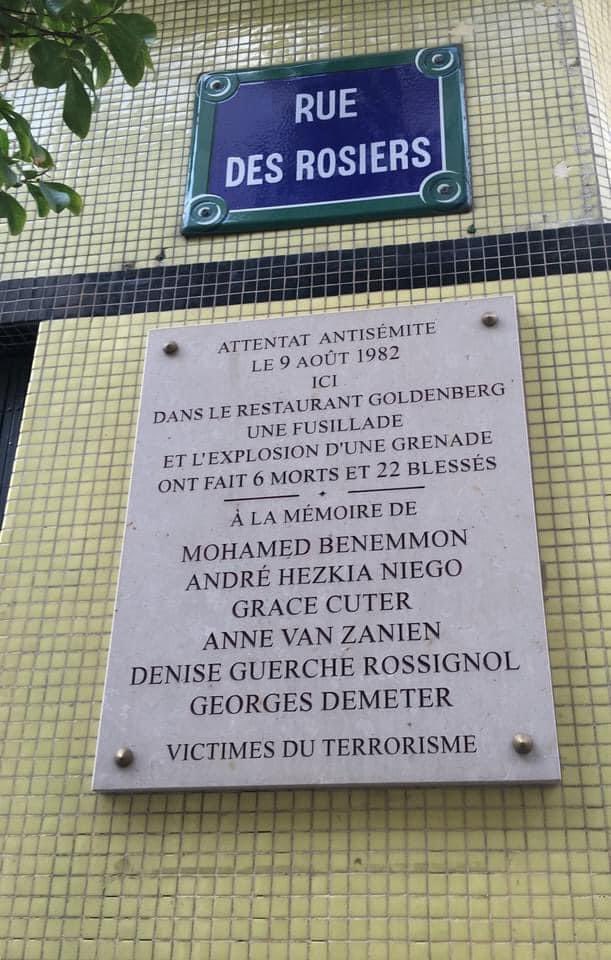 RUE
DES ROSIERS
ATTENTAT ANTISÉMITE
LE 9 AOÛT 1982
ICI
DANS LE RESTAURANT GOLDENBERG
UNE FUSILLADE
ET L'EXPLOSION D'UNE GRENADE
ONT FAIT 6 MORTS ET 22 BLESSÉS
À LA MÉMOIRE DE
MOHAMED BENEMMON
ANDRÉ HEZKIA NIEGO
GRACE CUTER
ANNE VAN ZANIEN
DENISE GUERCHE ROSSIGNOL
GEORGES DEMETER
VICTIMES DU TERRORISME